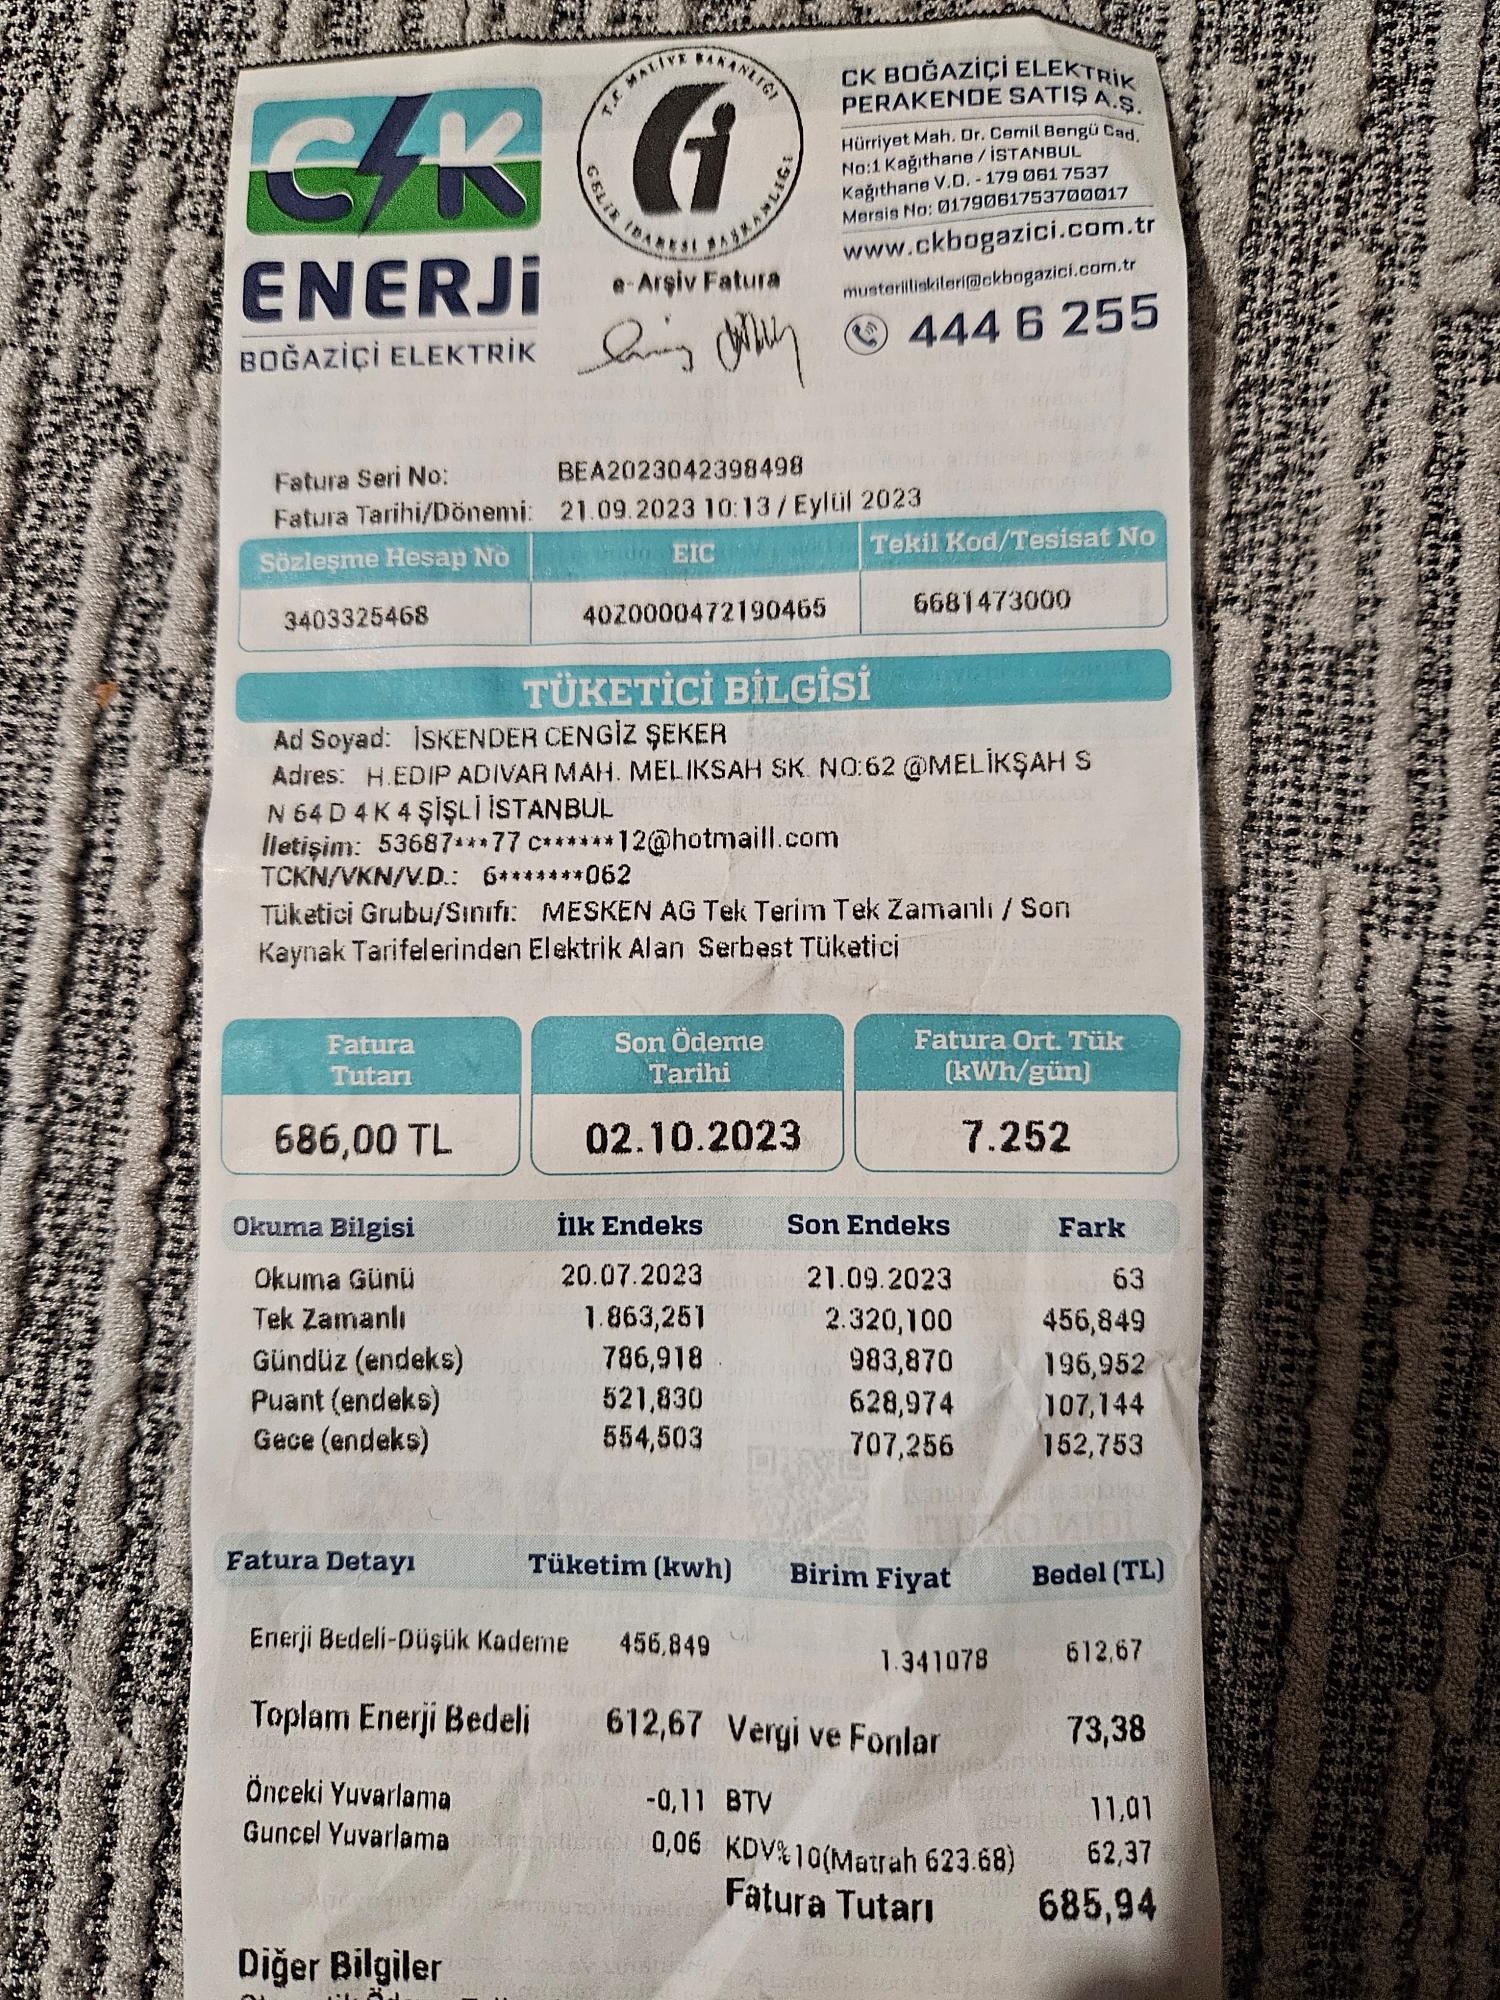 CK
ENERJİ
BOĞAZİÇİ ELEKTRİK
T.C. MALİYE BAKANLIĞI
GELİR İDARESİ BAŞKANLIĞI
e-Arşiv Fatura
CK BOĞAZİÇİ ELEKTRİK
PERAKENDE SATIŞ A.Ş.
Hürriyet Mah. Dr. Cemil Bengü Cad.
No:1 Kağıthane / İSTANBUL
Kağıthane V.D. - 179 061 7537
Mersis No: 0179061753700017
www.ckbogazici.com.tr
musteriiliskileri@ckbogazici.com.tr
444 6 255
Fatura Seri No: BEA2023042398498
Fatura Tarihi/Dönemi: 21.09.2023 10:13 / Eylül 2023
Sözleşme Hesap No EIC Tekil Kod/Tesisat No
3403325468 40Z0000472190465 6681473000
TÜKETİCİ BİLGİSİ
Ad Soyad: İSKENDER CENGİZ ŞEKER
Adres: H.EDIP ADIVAR MAH. MELIKSAH SK. NO:62 @MELİKŞAH S
N 64 D 4 K 4 ŞİŞLİ İSTANBUL
İletişim: 53687***77 c******12@hotmaill.com
TCKN/VKN/V.D.: 6*******062
Tüketici Grubu/Sınıfı: MESKEN AG Tek Terim Tek Zamanlı / Son
Kaynak Tarifelerinden Elektrik Alan Serbest Tüketici
Fatura Tutarı Son Ödeme Tarihi Fatura Ort. Tük (kWh/gün)
686,00 TL 02.10.2023 7.252
Okuma Bilgisi İlk Endeks Son Endeks Fark
Okuma Günü 20.07.2023 21.09.2023 63
Tek Zamanlı 1.863,251 2.320,100 456,849
Gündüz (endeks) 786,918 983,870 196,952
Puant (endeks) 521,830 628,974 107,144
Gece (endeks) 554,503 707,256 152,753
Fatura Detayı Tüketim (kwh) Birim Fiyat Bedel (TL)
Enerji Bedeli-Düşük Kademe 456,849 1.341078 612,67
Toplam Enerji Bedeli 612,67 Vergi ve Fonlar 73,38
Önceki Yuvarlama -0,11 BTV 11,01
Guncel Yuvarlama 0,06 KDV%10(Matrah 623.68) 62,37
Fatura Tutarı 685,94
Diğer Bilgiler